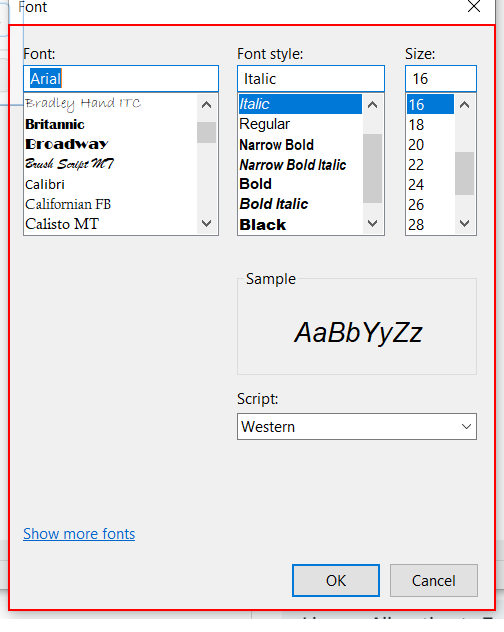 Font
Font:
Font style:
Size:
Arial
Italic
16
Bradley Hand ITC
Britannic
Broadway
Brush Script MT
Calibri
Californian FB
Calisto MT
Italic
Regular
Narrow Bold
Narrow Bold Italic
Bold
Bold Italic
Black
16
18
20
22
24
26
28
Sample
AaBbYyZz
Script:
Western
Show more fonts
OK
Cancel